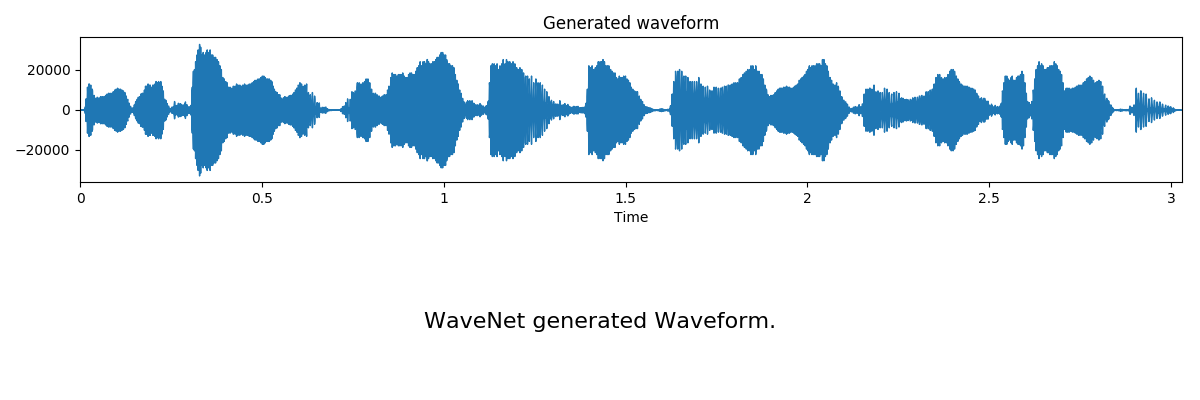 Generated waveform
20000
0
−20000
0 0.5 1 1.5 2 2.5 3
Time
WaveNet generated Waveform.